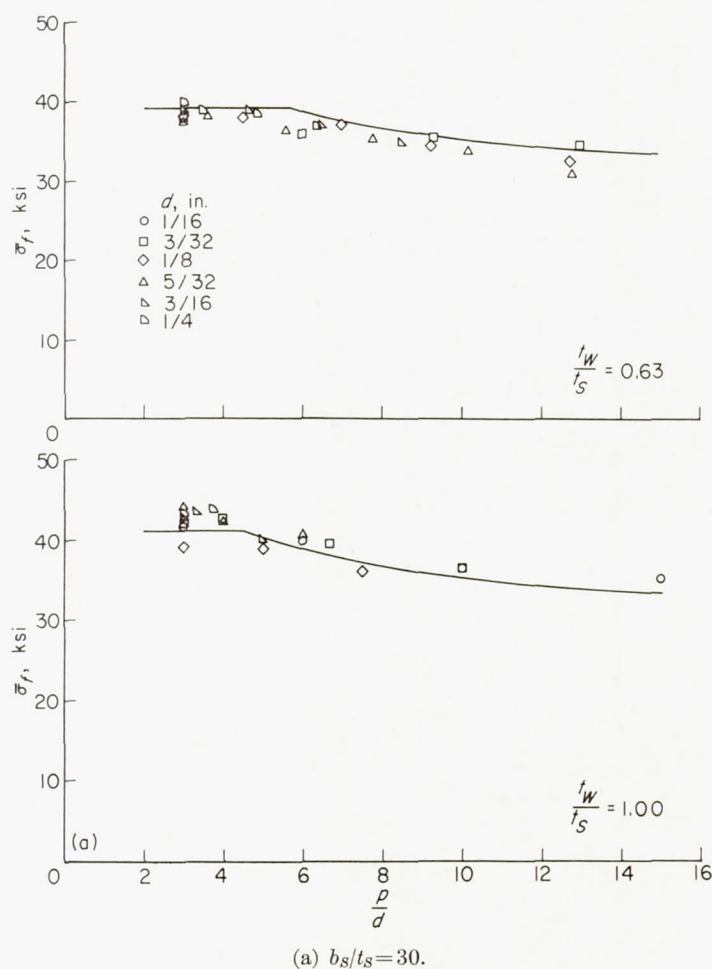 50
40
30
20
10
0
σ̄f, ksi
d, in.
○ 1/16
□ 3/32
◇ 1/8
△ 5/32
◺ 3/16
◿ 1/4
tW/tS = 0.63
50
40
30
20
10
0
σ̄f, ksi
tW/tS = 1.00
(a)
2 4 6 8 10 12 14 16
p/d
(a) bS/tS=30.